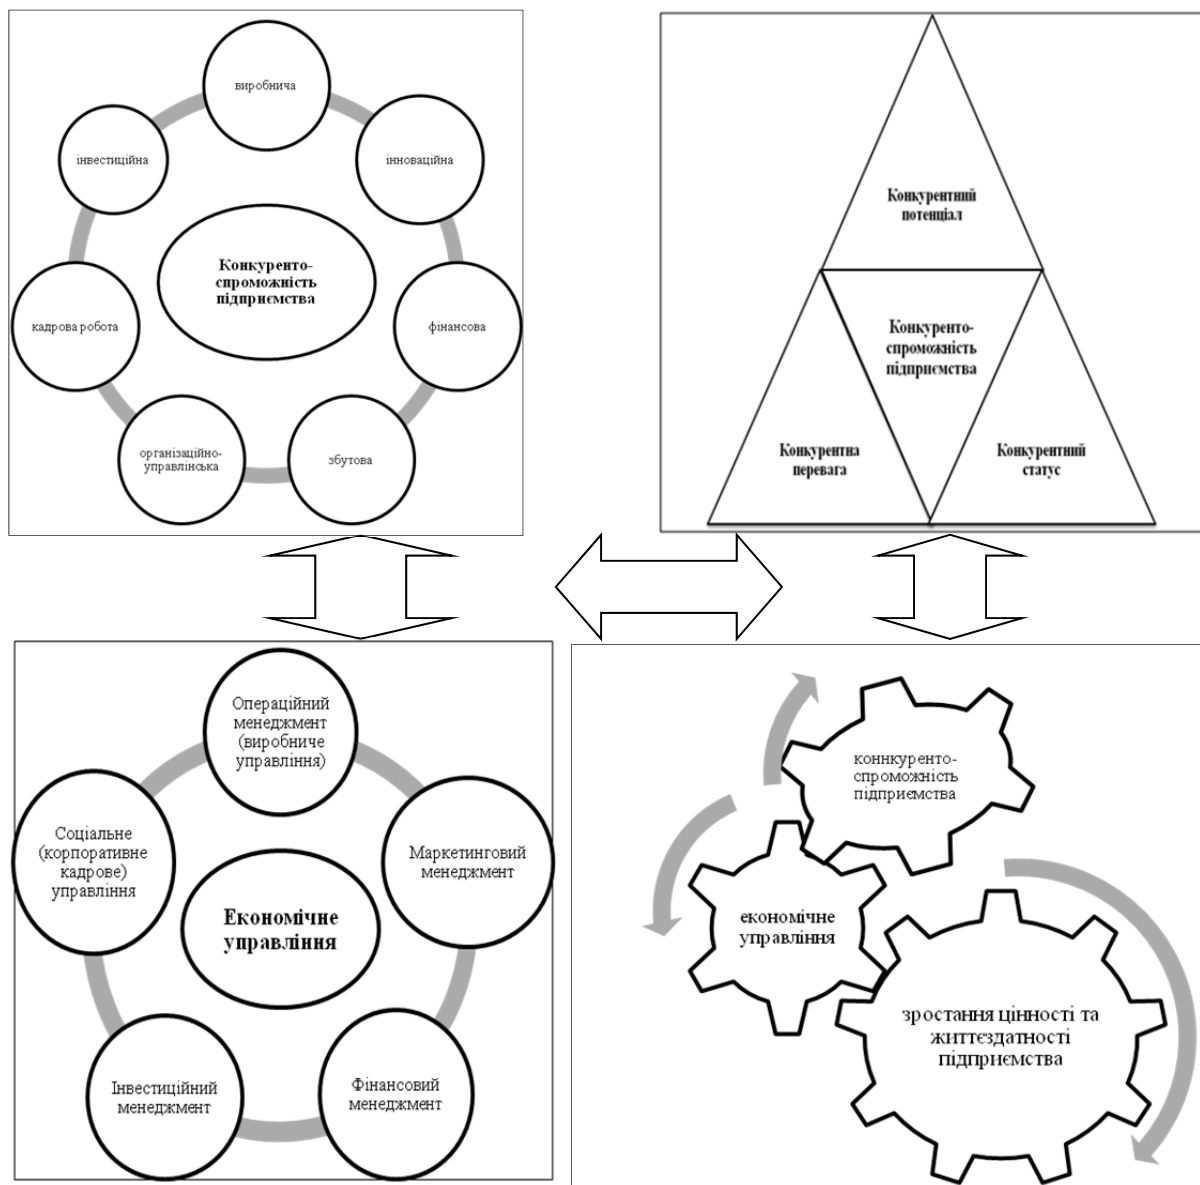 виробнича
інноваційна
фінансова
збутова
організаційно-
управлінська
кадрова робота
інвестиційна
Конкуренто-
спроможність
підприємства
Конкурентний
потенціал
Конкуренто-
спроможність
підприємства
Конкурентна
перевага
Конкурентний
статус
Операційний
менеджмент
(виробниче
управління)
Маркетинговий
менеджмент
Фінансовий
менеджмент
Інвестиційний
менеджмент
Соціальне
(корпоративне
кадрове)
управління
Економічне
управління
коннкуренто-
спроможність
підприємства
економічне
управління
зростання цінності та
життєздатності
підприємства